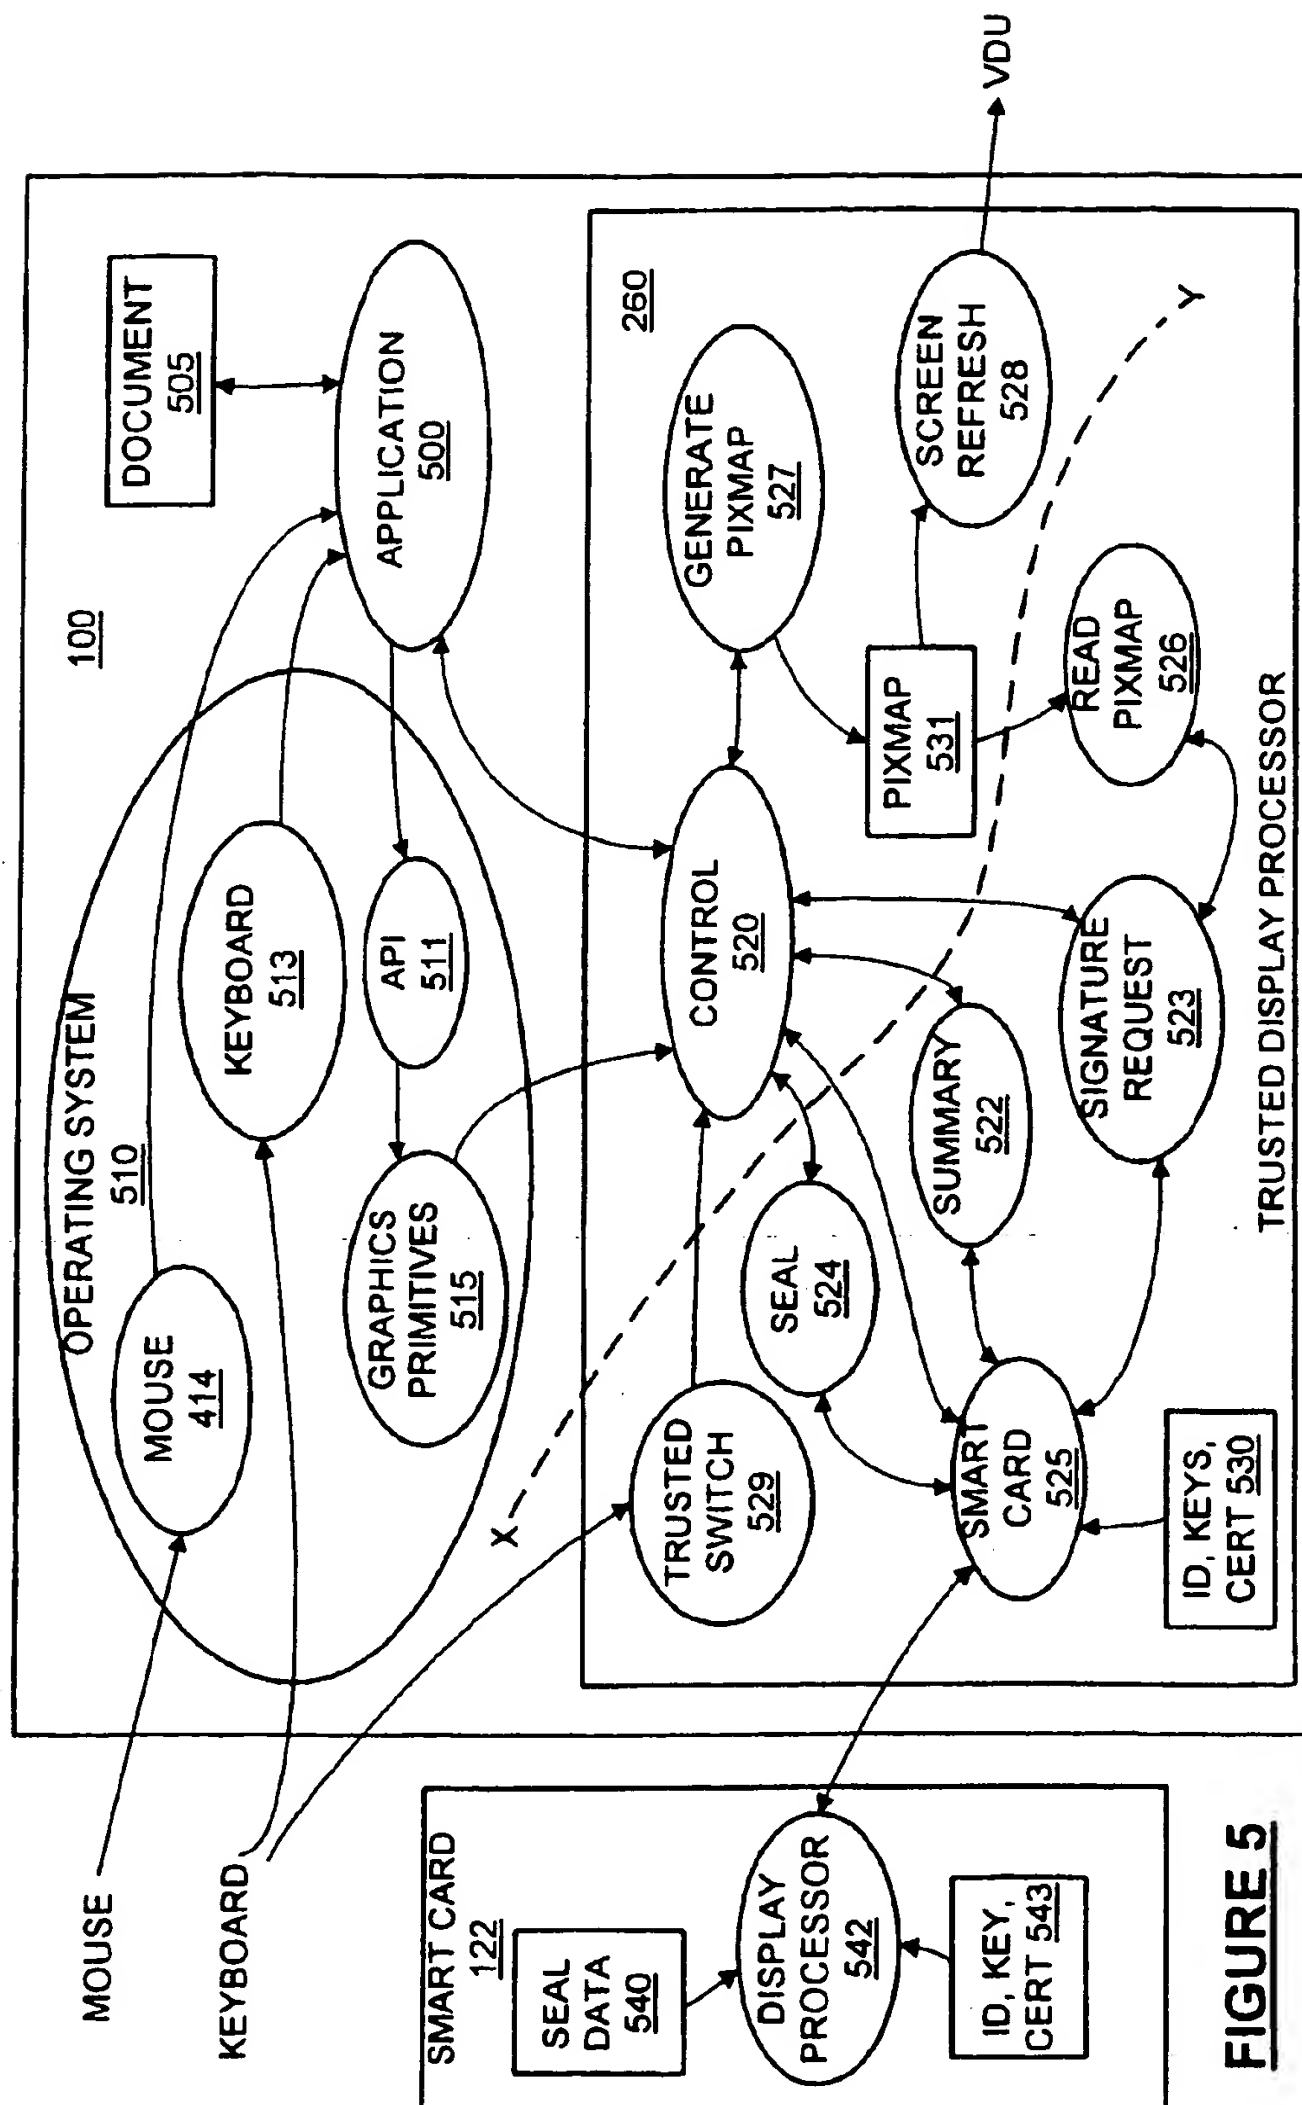 MOUSE
KEYBOARD
SMART CARD
122
SEAL
DATA
540
DISPLAY
PROCESSOR
542
ID, KEY,
CERT 543
FIGURE 5
100
OPERATING SYSTEM
510
MOUSE
414
KEYBOARD
513
API
511
GRAPHICS
PRIMITIVES
515
DOCUMENT
505
APPLICATION
500
X
260
TRUSTED
SWITCH
529
CONTROL
520
GENERATE
PIXMAP
527
SEAL
524
PIXMAP
531
SCREEN
REFRESH
528
VDU
SMART
CARD
525
SUMMARY
522
SIGNATURE
REQUEST
523
READ
PIXMAP
526
Y
ID, KEYS,
CERT 530
TRUSTED DISPLAY PROCESSOR